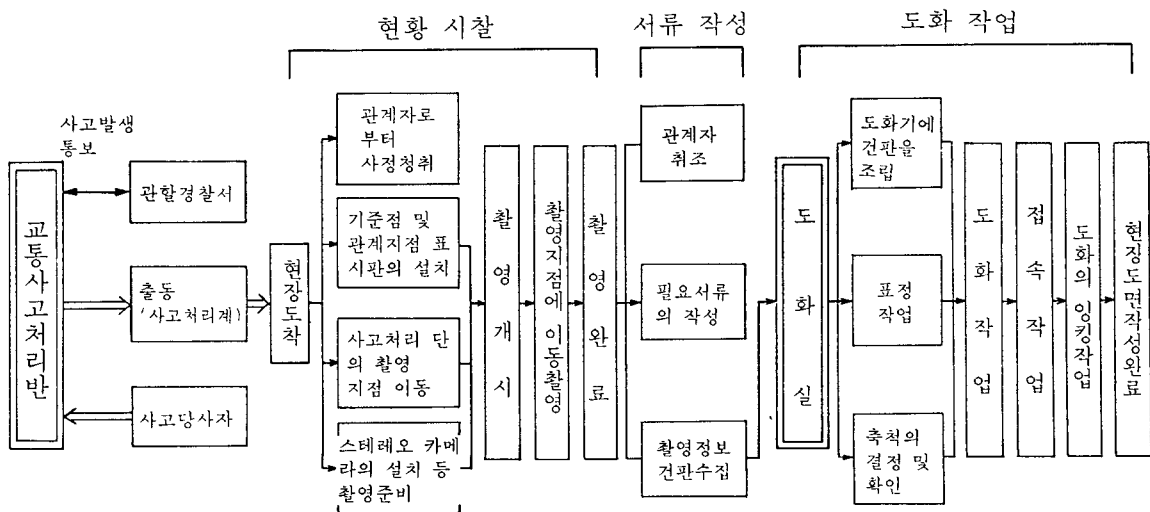 현황 시찰
서류 작성
도화 작업
사고발생
통보
교통사고처리반
관할경찰서
출동
'사고처리계)
사고당사자
현장도착
관계자로
부터
사정청취
기준점 및
관계지점 표
시판의 설치
사고처리 단
의 촬영
지점 이동
스테레오 카메
라의 설치 등
촬영준비
촬영개시
촬영지점에 이동촬영
촬영완료
관계자
취조
필요서류
의 작성
촬영정보
건판수집
도화실
도화기에
건판을
조립
표정
작업
축척의
결정 및
확인
도화작업
접속작업
도화의 잉킹작업
현장도면작성완료